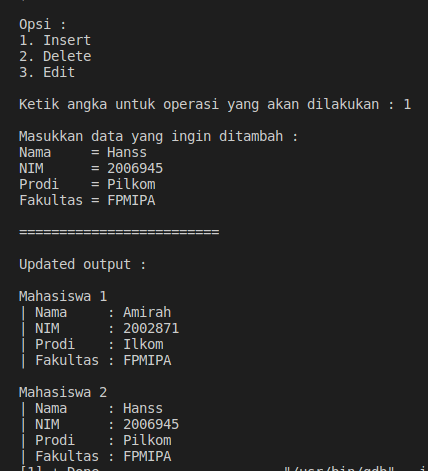 Opsi :
1. Insert
2. Delete
3. Edit
Ketik angka untuk operasi yang akan dilakukan : 1
Masukkan data yang ingin ditambah :
Nama     = Hanss
NIM      = 2006945
Prodi    = Pilkom
Fakultas = FPMIPA
=========================
Updated output :
Mahasiswa 1
| Nama     : Amirah
| NIM      : 2002871
| Prodi    : Ilkom
| Fakultas : FPMIPA
Mahasiswa 2
| Nama     : Hanss
| NIM      : 2006945
| Prodi    : Pilkom
| Fakultas : FPMIPA
[1] + Done                       "/usr/bin/gdb"